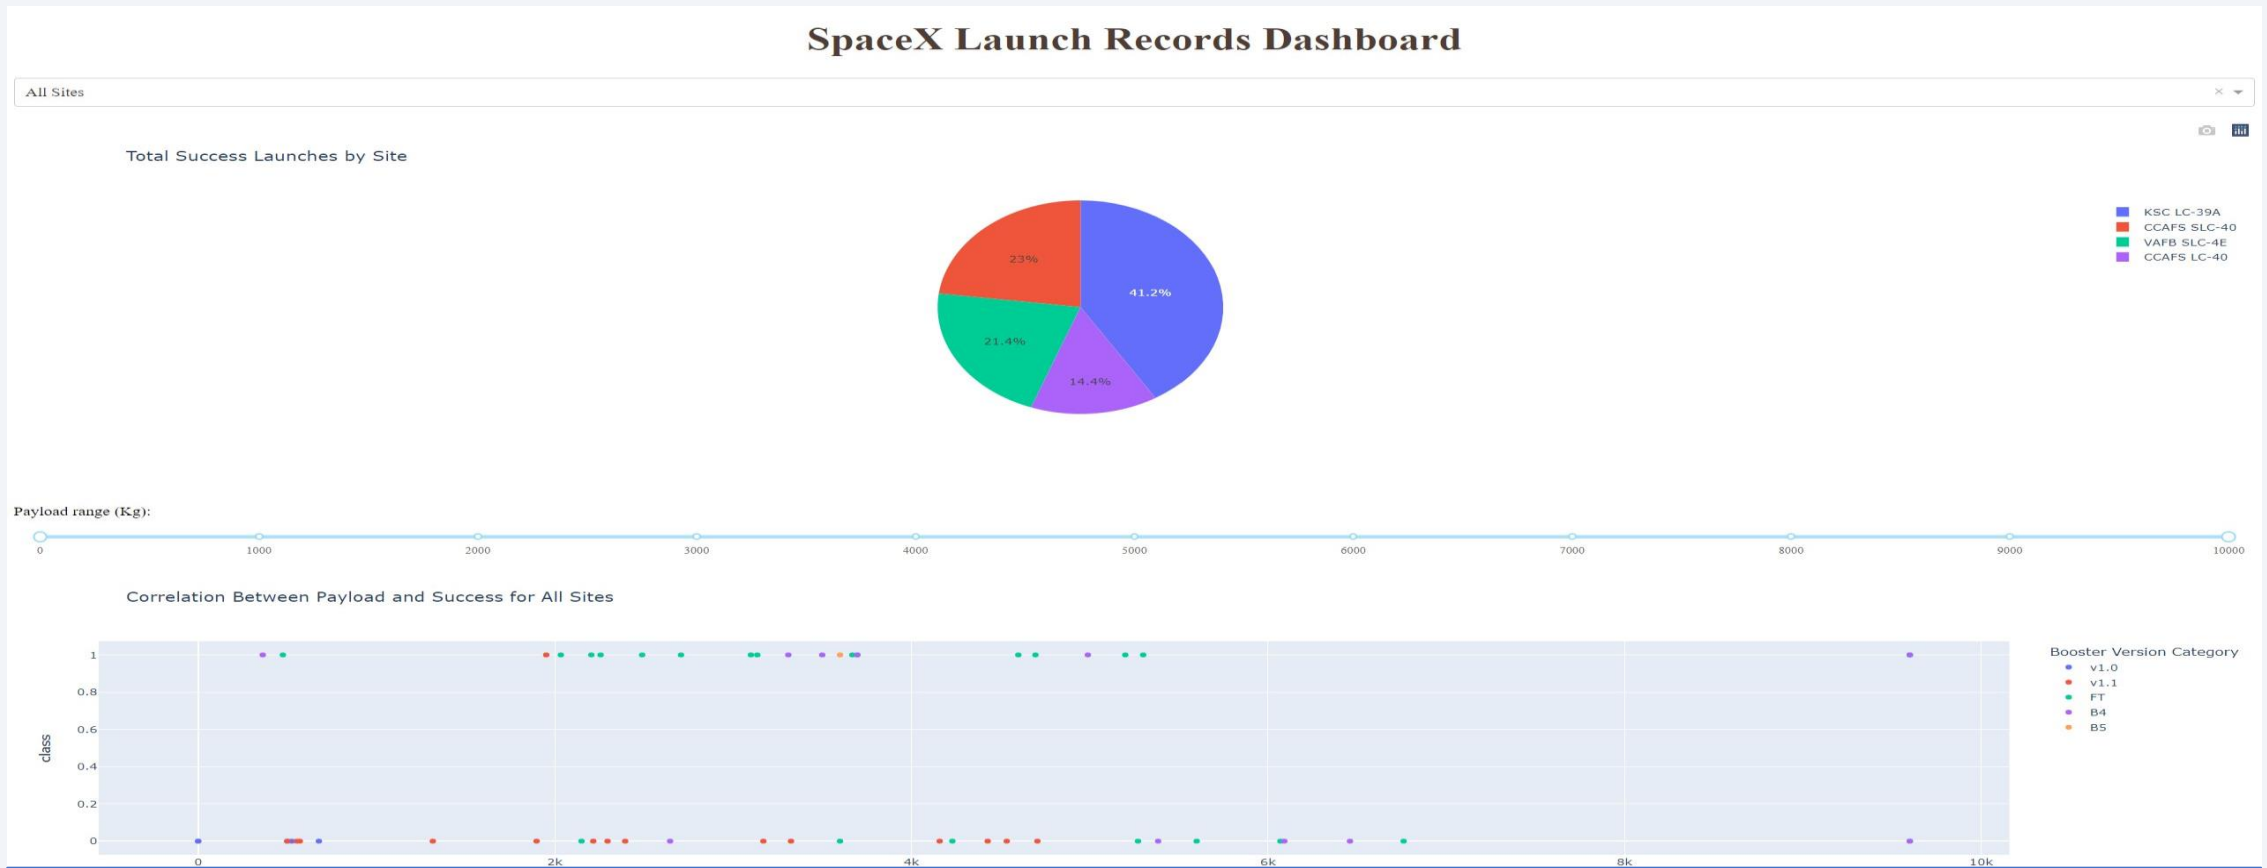 SpaceX Launch Records Dashboard
All Sites
Total Success Launches by Site
KSC LC-39A
CCAFS SLC-40
VAFB SLC-4E
CCAFS LC-40
23%
41.2%
21.4%
14.4%
Payload range (Kg):
0 1000 2000 3000 4000 5000 6000 7000 8000 9000 10000
Correlation Between Payload and Success for All Sites
Booster Version Category
v1.0
v1.1
FT
B4
B5
class
1
0.8
0.6
0.4
0.2
0
0 2k 4k 6k 8k 10k